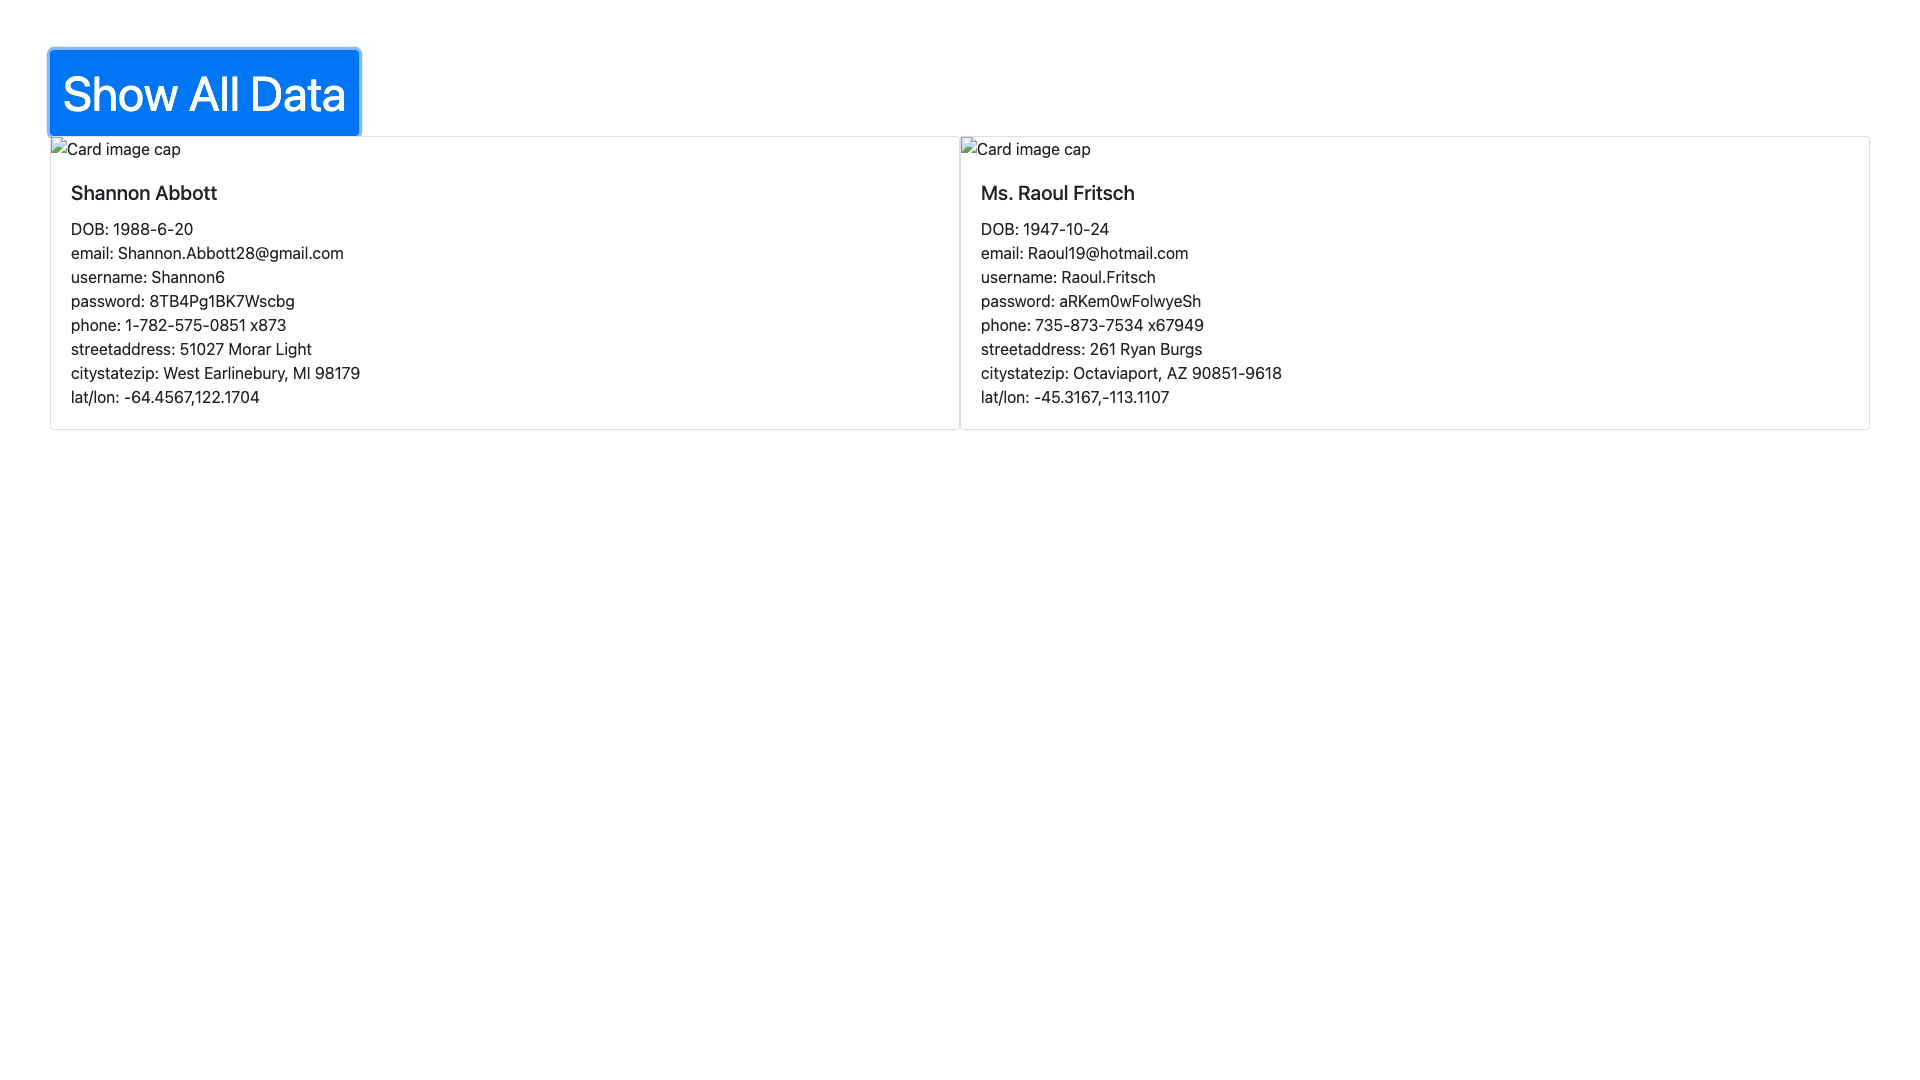 Show All Data
Card image cap
Shannon Abbott
DOB: 1988-6-20
email: Shannon.Abbott28@gmail.com
username: Shannon6
password: 8TB4Pg1BK7Wscbg
phone: 1-782-575-0851 x873
streetaddress: 51027 Morar Light
citystatezip: West Earlinebury, MI 98179
lat/lon: -64.4567,122.1704
Card image cap
Ms. Raoul Fritsch
DOB: 1947-10-24
email: Raoul19@hotmail.com
username: Raoul.Fritsch
password: aRKem0wFolwyeSh
phone: 735-873-7534 x67949
streetaddress: 261 Ryan Burgs
citystatezip: Octaviaport, AZ 90851-9618
lat/lon: -45.3167,-113.1107